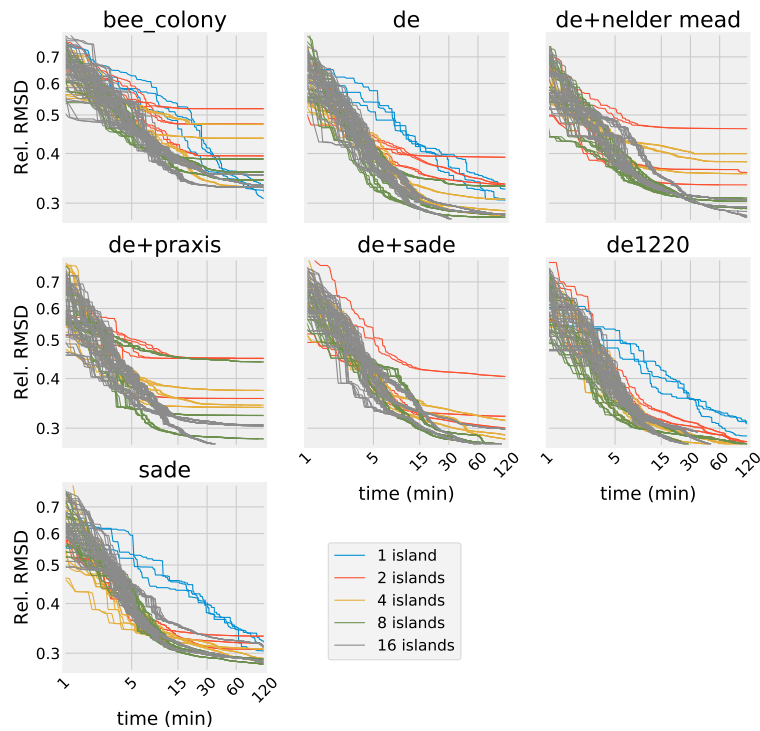 bee_colony
de
de+nelder mead
Rel. RMSD
0.7
0.6
0.5
0.4
0.3
de+praxis
de+sade
de1220
Rel. RMSD
0.7
0.6
0.5
0.4
0.3
1 5 15 30 60 120
1 5 15 30 60 120
time (min)
time (min)
sade
Rel. RMSD
0.7
0.6
0.5
0.4
0.3
1 5 15 30 60 120
time (min)
1 island
2 islands
4 islands
8 islands
16 islands